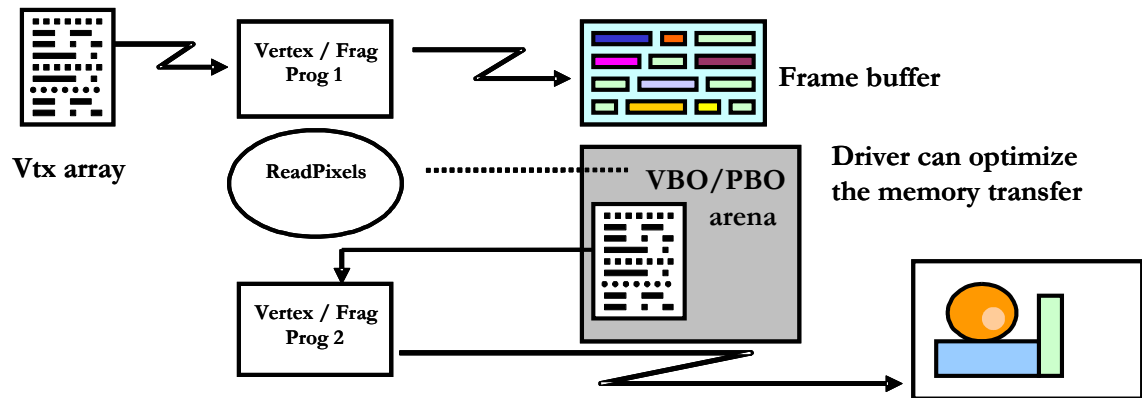 Vertex / Frag
Prog 1
Frame buffer
Vtx array
ReadPixels
VBO/PBO
arena
Driver can optimize
the memory transfer
Vertex / Frag
Prog 2